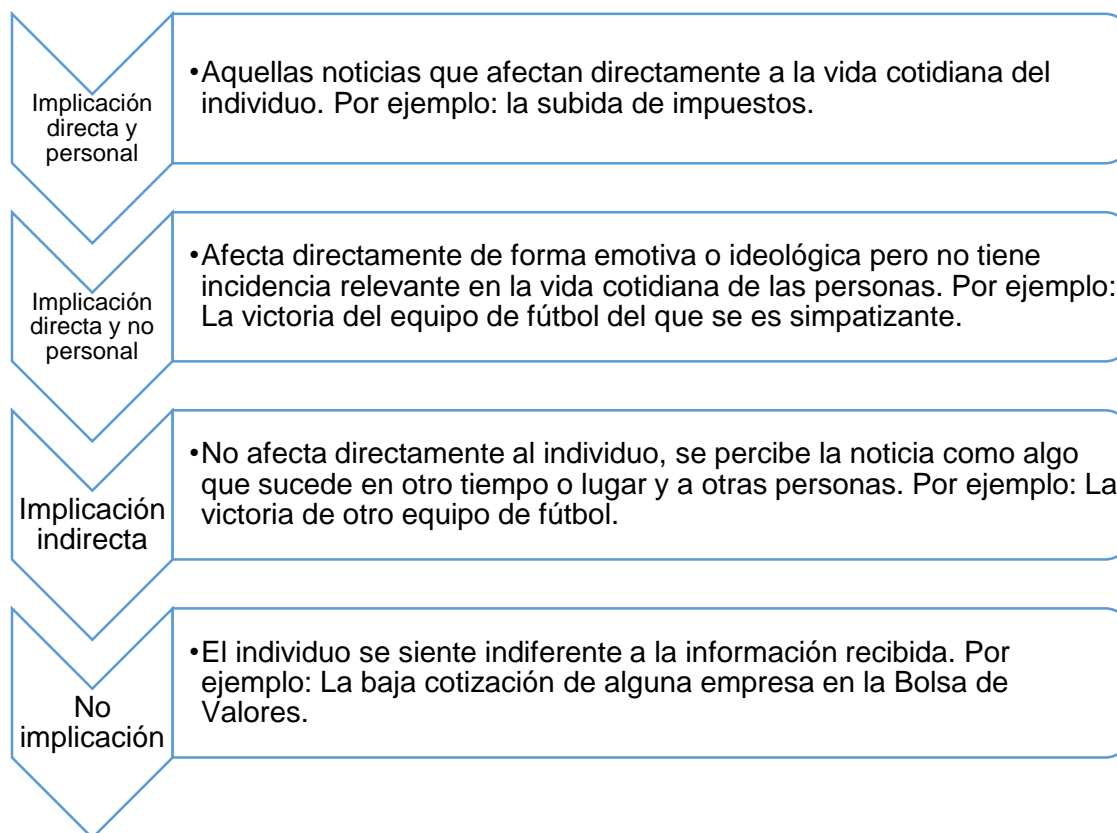 Implicación
directa y
personal
•Aquellas noticias que afectan directamente a la vida cotidiana del
individuo. Por ejemplo: la subida de impuestos.
Implicación
directa y no
personal
•Afecta directamente de forma emotiva o ideológica pero no tiene
incidencia relevante en la vida cotidiana de las personas. Por ejemplo:
La victoria del equipo de fútbol del que se es simpatizante.
Implicación
indirecta
•No afecta directamente al individuo, se percibe la noticia como algo
que sucede en otro tiempo o lugar y a otras personas. Por ejemplo: La
victoria de otro equipo de fútbol.
No
implicación
•El individuo se siente indiferente a la información recibida. Por
ejemplo: La baja cotización de alguna empresa en la Bolsa de
Valores.